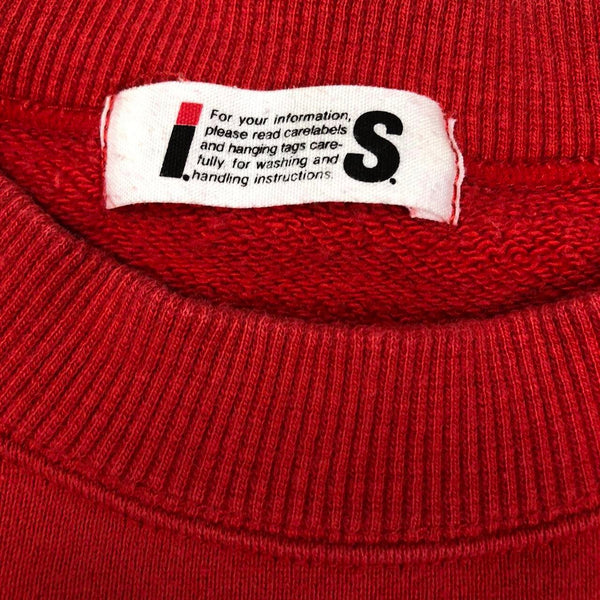 I.S.
For your information,
please read carelabels
and hanging tags care-
fully for washing and
handling instructions.